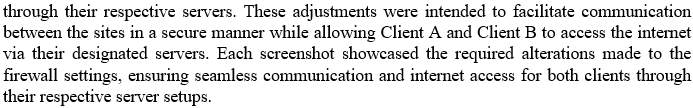 through their respective servers. These adjustments were intended to facilitate communication
between the sites in a secure manner while allowing Client A and Client B to access the internet
via their designated servers. Each screenshot showcased the required alterations made to the
firewall settings, ensuring seamless communication and internet access for both clients through
their respective server setups.